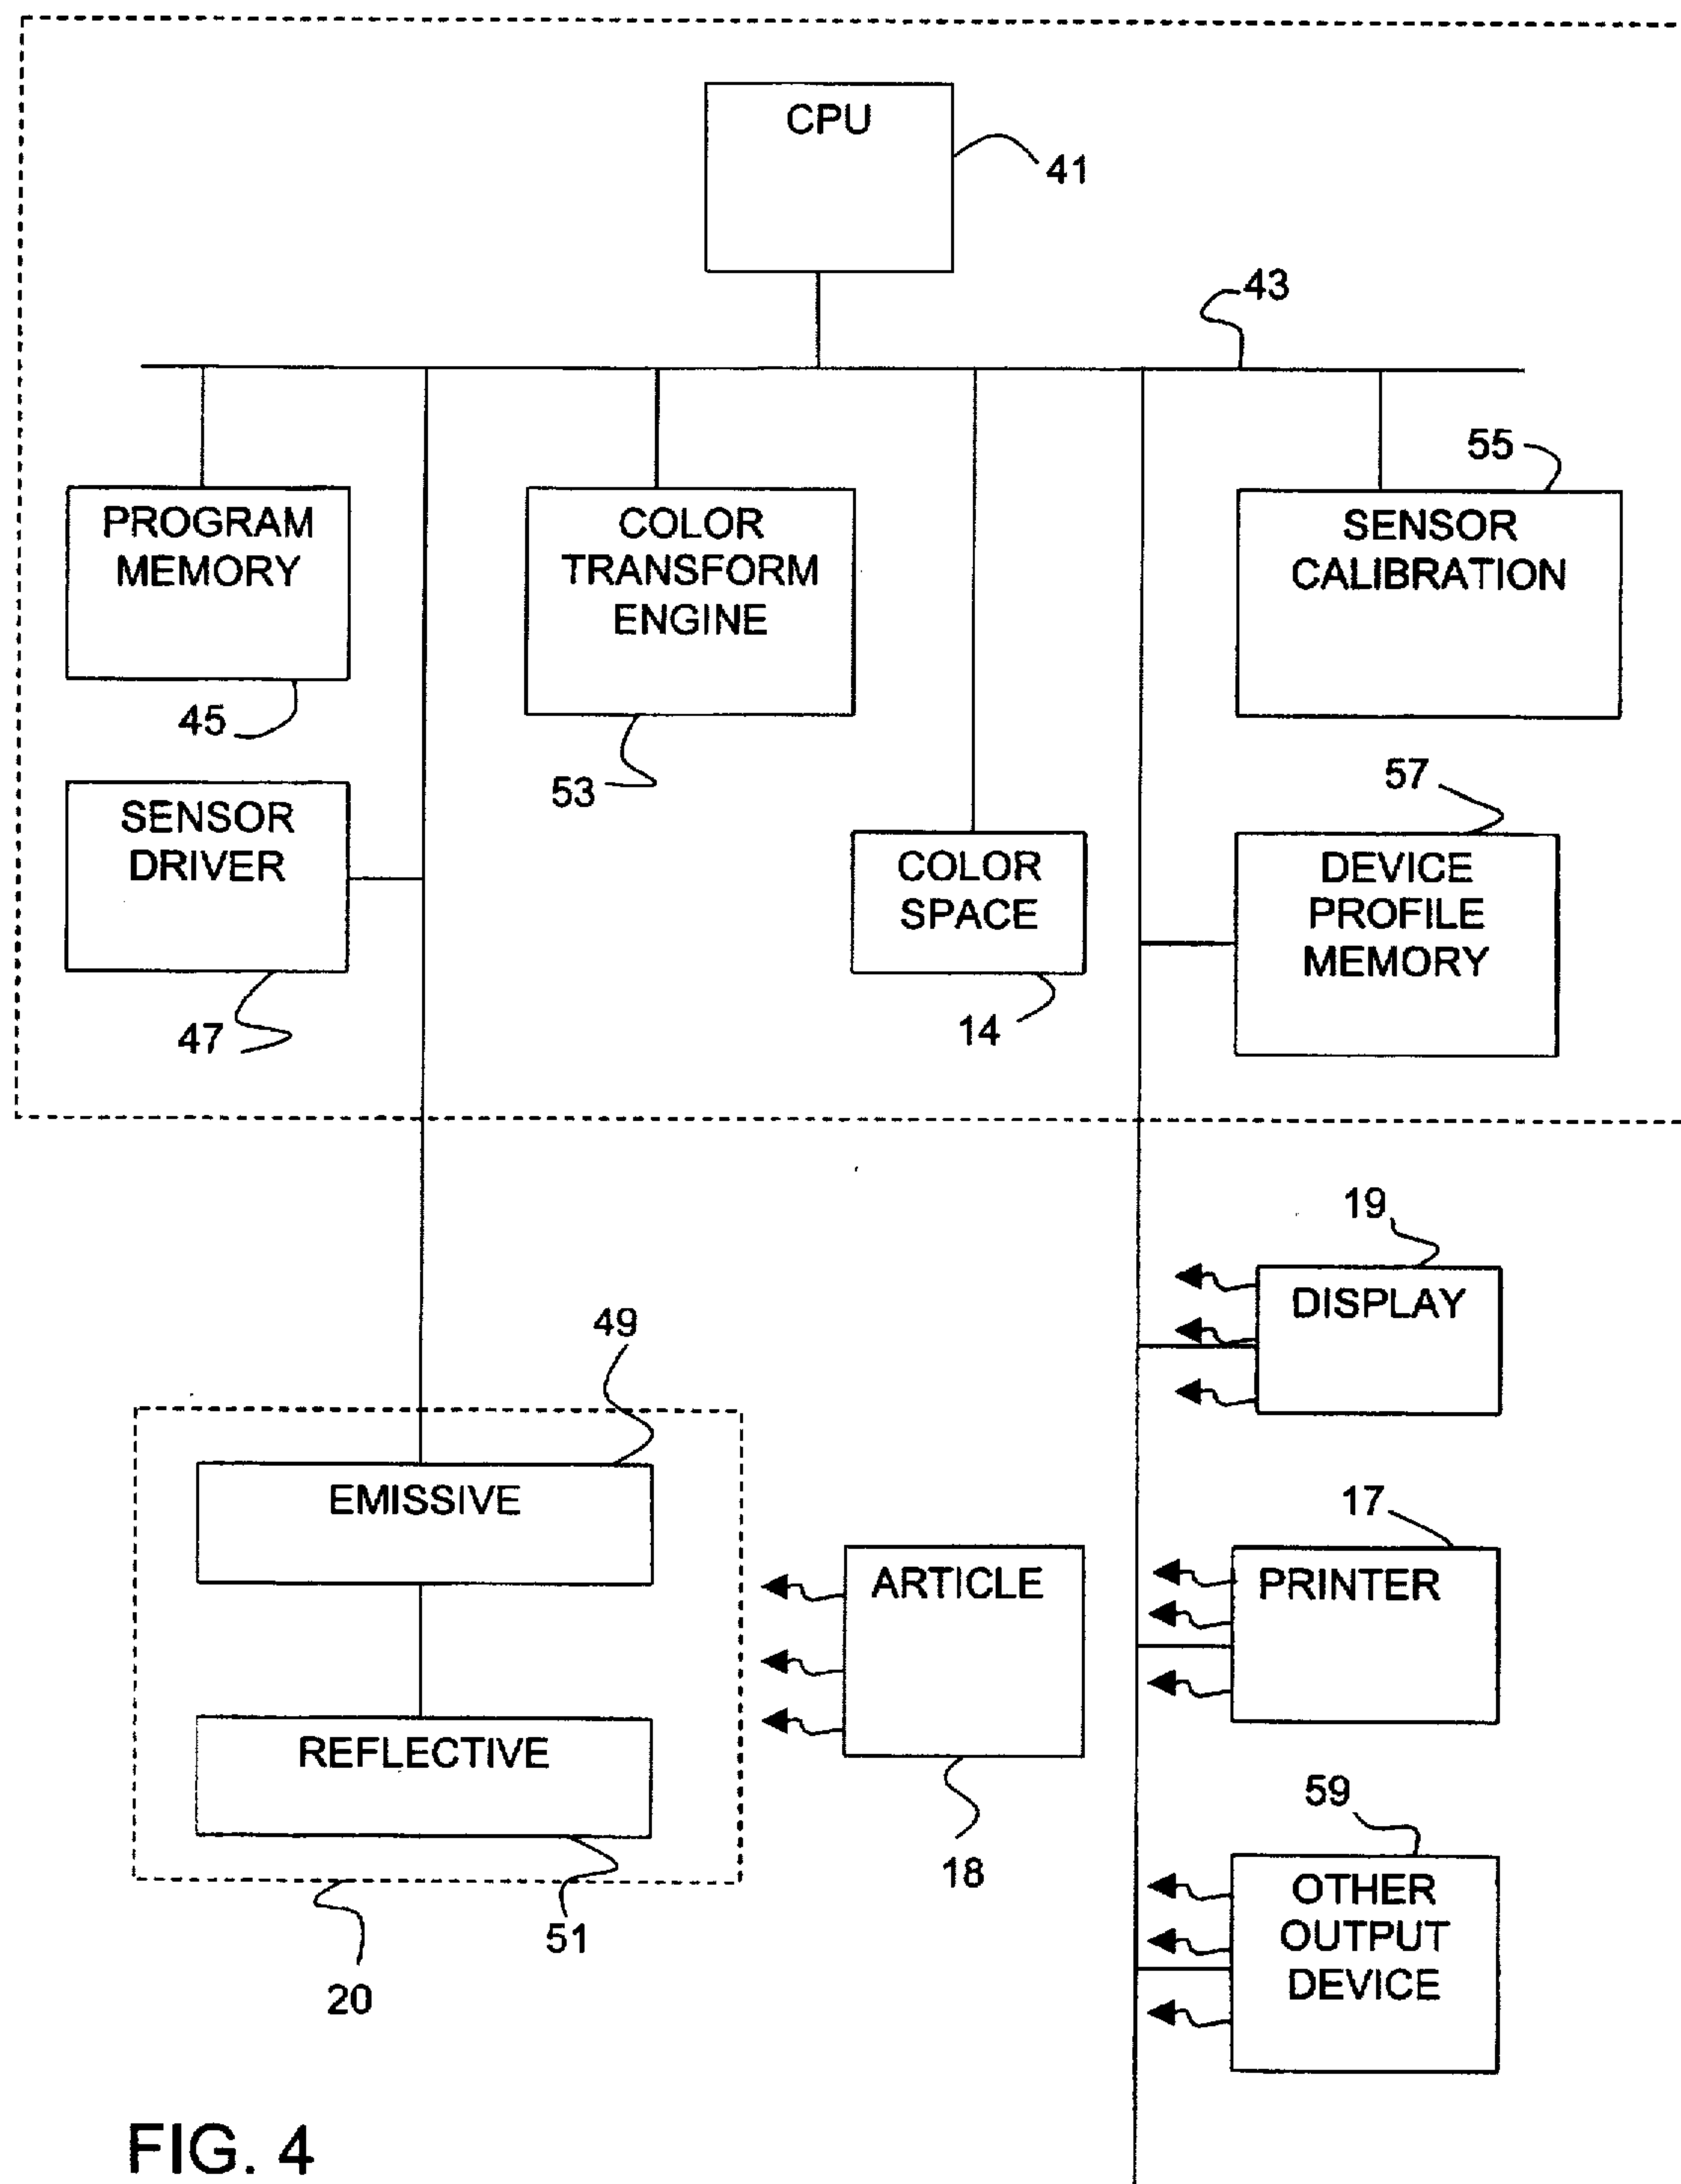 CPU
41
43
55
PROGRAM
MEMORY
45
COLOR
TRANSFORM
ENGINE
53
SENSOR
CALIBRATION
57
SENSOR
DRIVER
47
COLOR
SPACE
14
DEVICE
PROFILE
MEMORY
19
DISPLAY
49
EMISSIVE
17
PRINTER
ARTICLE
18
REFLECTIVE
51
20
59
OTHER
OUTPUT
DEVICE
FIG. 4